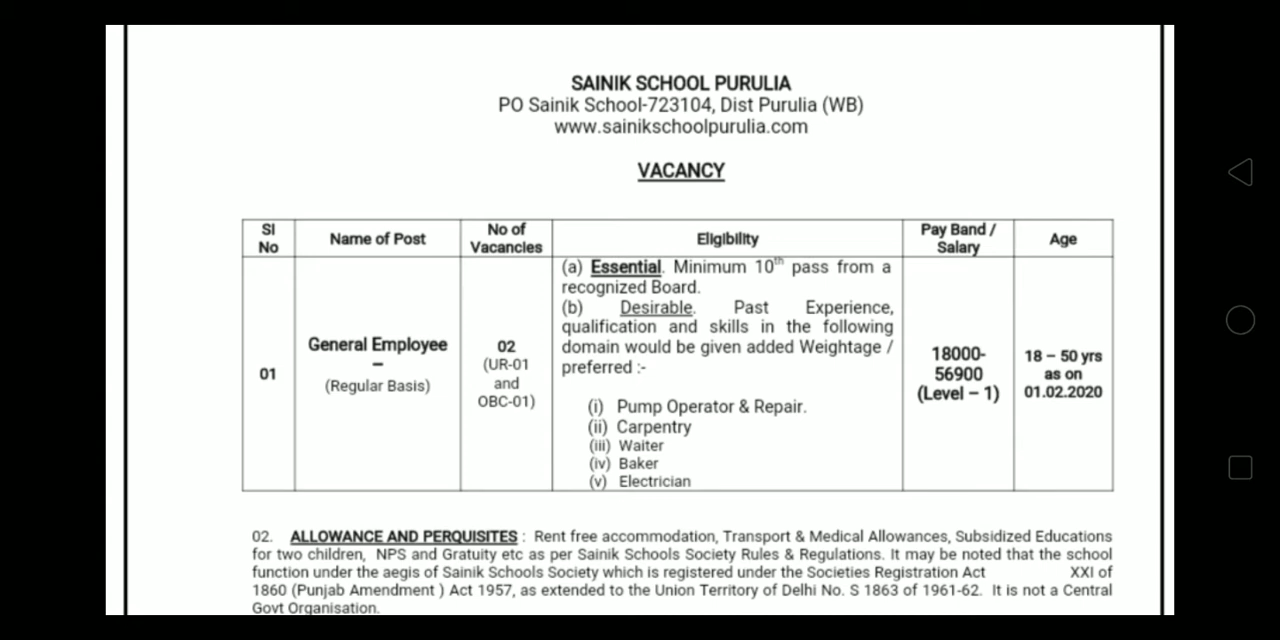 SAINIK SCHOOL PURULIA
PO Sainik School-723104, Dist Purulia (WB)
www.sainikschoolpurulia.com
VACANCY
Sl No
Name of Post
No of Vacancies
Eligibility
Pay Band / Salary
Age
01
General Employee
–
(Regular Basis)
02
(UR-01
and
OBC-01)
(a) Essential. Minimum 10th pass from a
recognized Board.
(b) Desirable. Past Experience,
qualification and skills in the following
domain would be given added Weightage /
preferred :-
(i) Pump Operator & Repair.
(ii) Carpentry
(iii) Waiter
(iv) Baker
(v) Electrician
18000-
56900
(Level – 1)
18 – 50 yrs
as on
01.02.2020
02. ALLOWANCE AND PERQUISITES : Rent free accommodation, Transport & Medical Allowances, Subsidized Educations
for two children, NPS and Gratuity etc as per Sainik Schools Society Rules & Regulations. It may be noted that the school
function under the aegis of Sainik Schools Society which is registered under the Societies Registration Act XXI of
1860 (Punjab Amendment ) Act 1957, as extended to the Union Territory of Delhi No. S 1863 of 1961-62. It is not a Central
Govt Organisation.